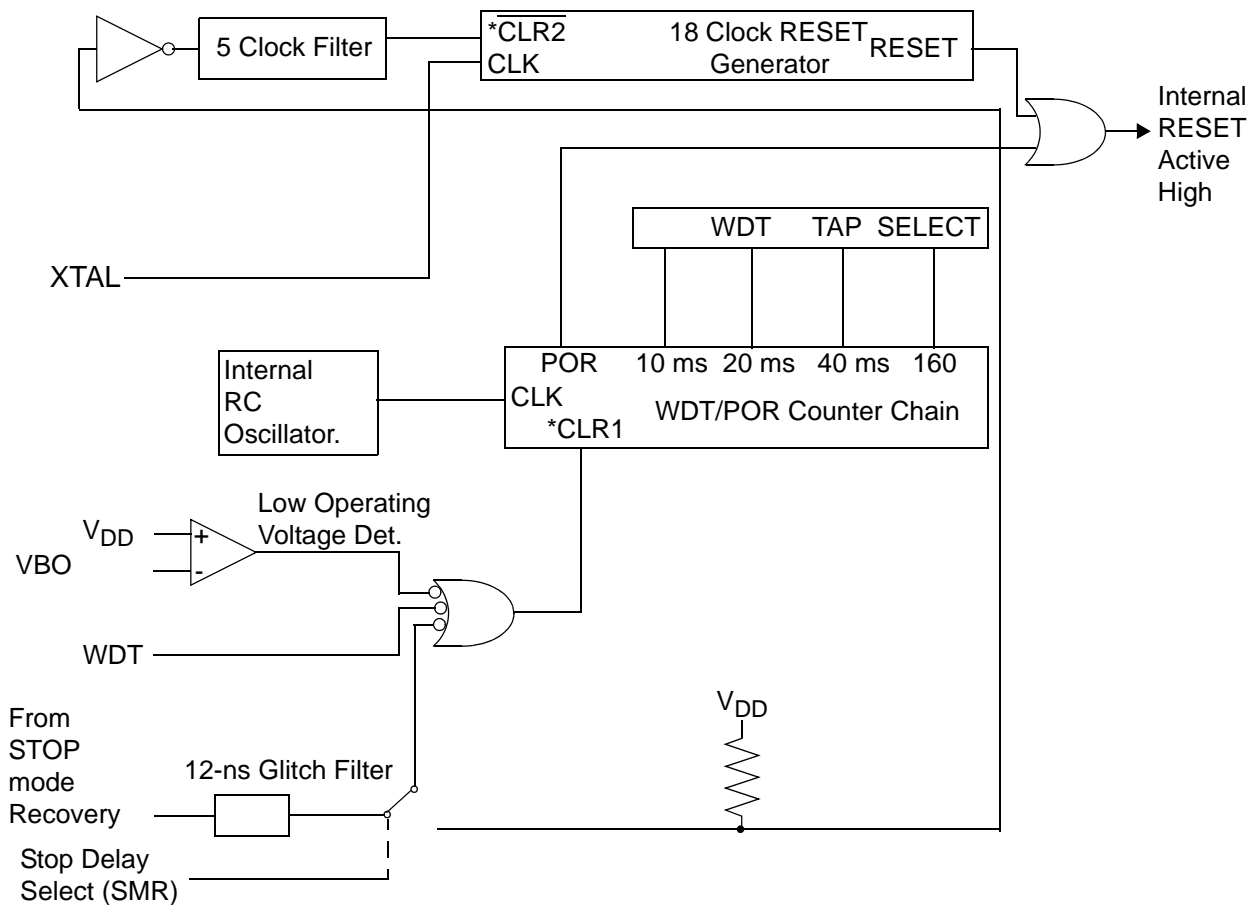 5 Clock Filter
*CLR2
18 Clock RESET
RESET
CLK
Generator
Internal
RESET
Active
High
WDT TAP SELECT
XTAL
POR 10 ms 20 ms 40 ms 160
Internal
RC
Oscillator.
CLK
WDT/POR Counter Chain
*CLR1
Low Operating
Voltage Det.
VDD
+
VBO
-
WDT
VDD
From
STOP
mode
Recovery
12-ns Glitch Filter
Stop Delay
Select (SMR)